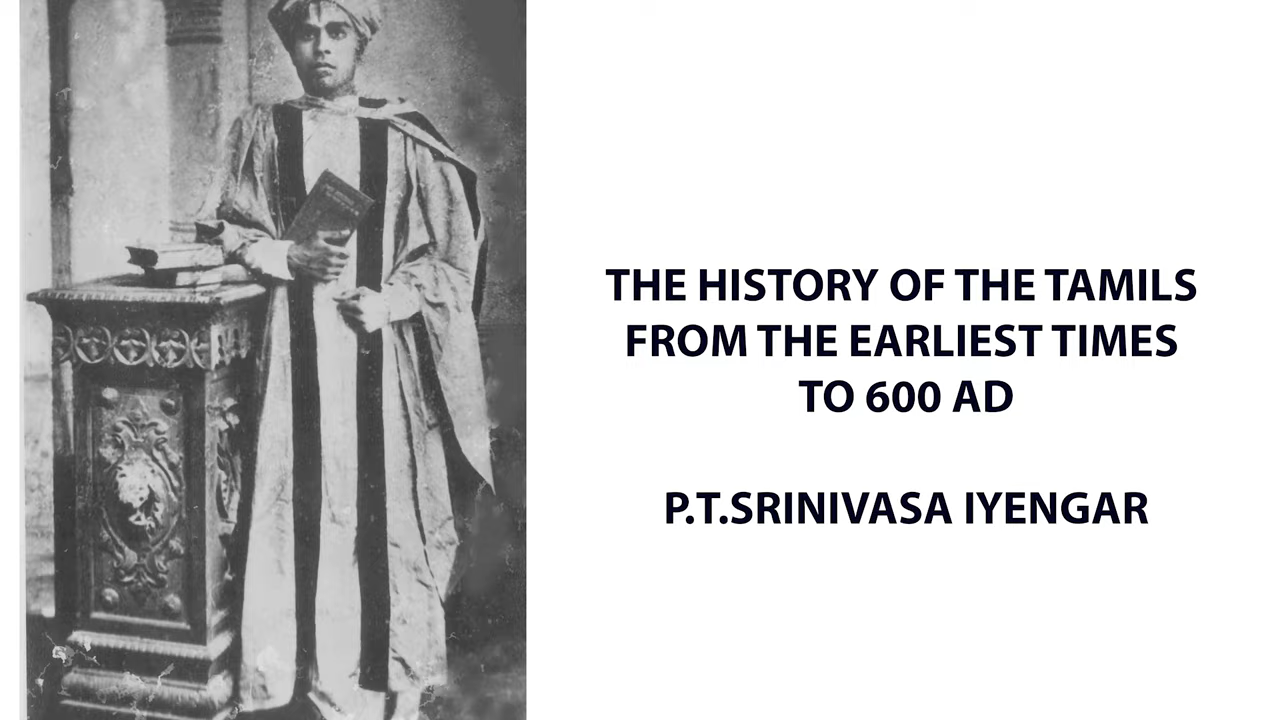 THE HISTORY OF THE TAMILS
FROM THE EARLIEST TIMES
TO 600 AD
P.T.SRINIVASA IYENGAR